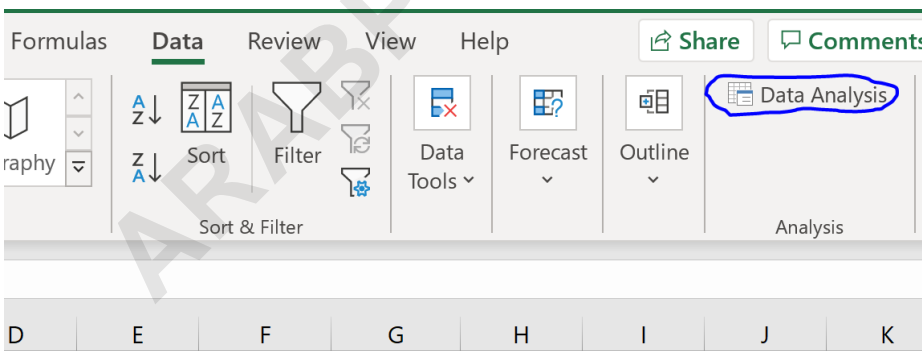 Formulas Data Review View Help Share Comments
Data Analysis
raphy Sort Filter Data Tools Forecast Outline
Sort & Filter Analysis
D E F G H I J K
ARABE